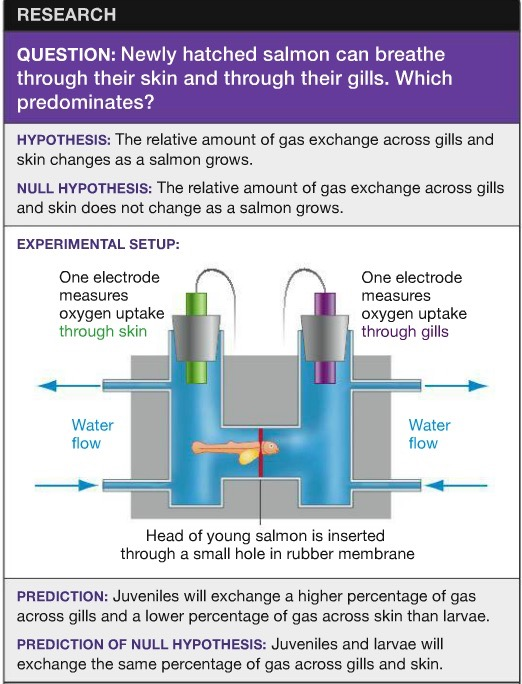 RESEARCH
QUESTION: Newly hatched salmon can breathe
through their skin and through their gills. Which
predominates?
HYPOTHESIS: The relative amount of gas exchange across gills and
skin changes as a salmon grows.
NULL HYPOTHESIS: The relative amount of gas exchange across gills
and skin does not change as a salmon grows.
EXPERIMENTAL SETUP:
One electrode
measures
oxygen uptake
through skin
One electrode
measures
oxygen uptake
through gills
Water
flow
Water
flow
Head of young salmon is inserted
through a small hole in rubber membrane
PREDICTION: Juveniles will exchange a higher percentage of gas
across gills and a lower percentage of gas across skin than larvae.
PREDICTION OF NULL HYPOTHESIS: Juveniles and larvae will
exchange the same percentage of gas across gills and skin.